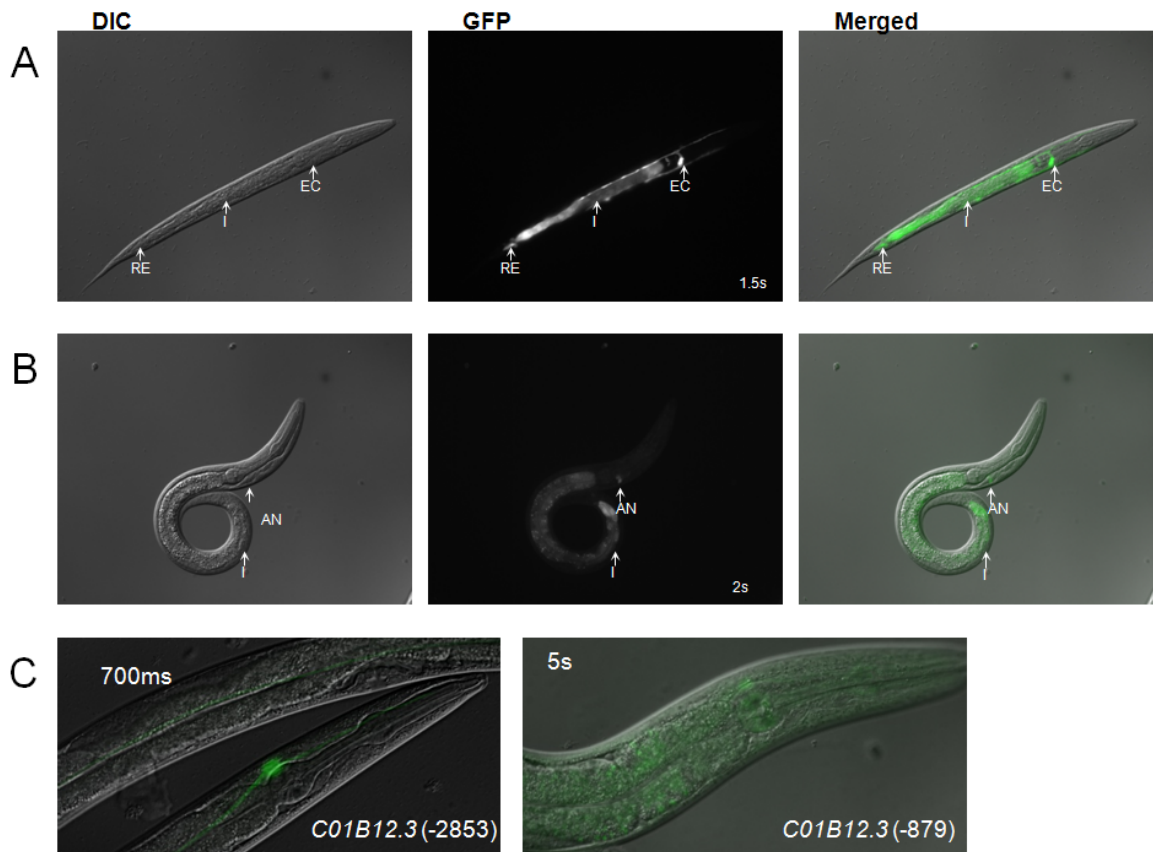 DIC GFP Merged
A
EC EC EC
I I I
RE RE RE
1.5s
B
AN AN AN
I I I
2s
C
700ms 5s
C01B12.3 (-2853) C01B12.3 (-879)